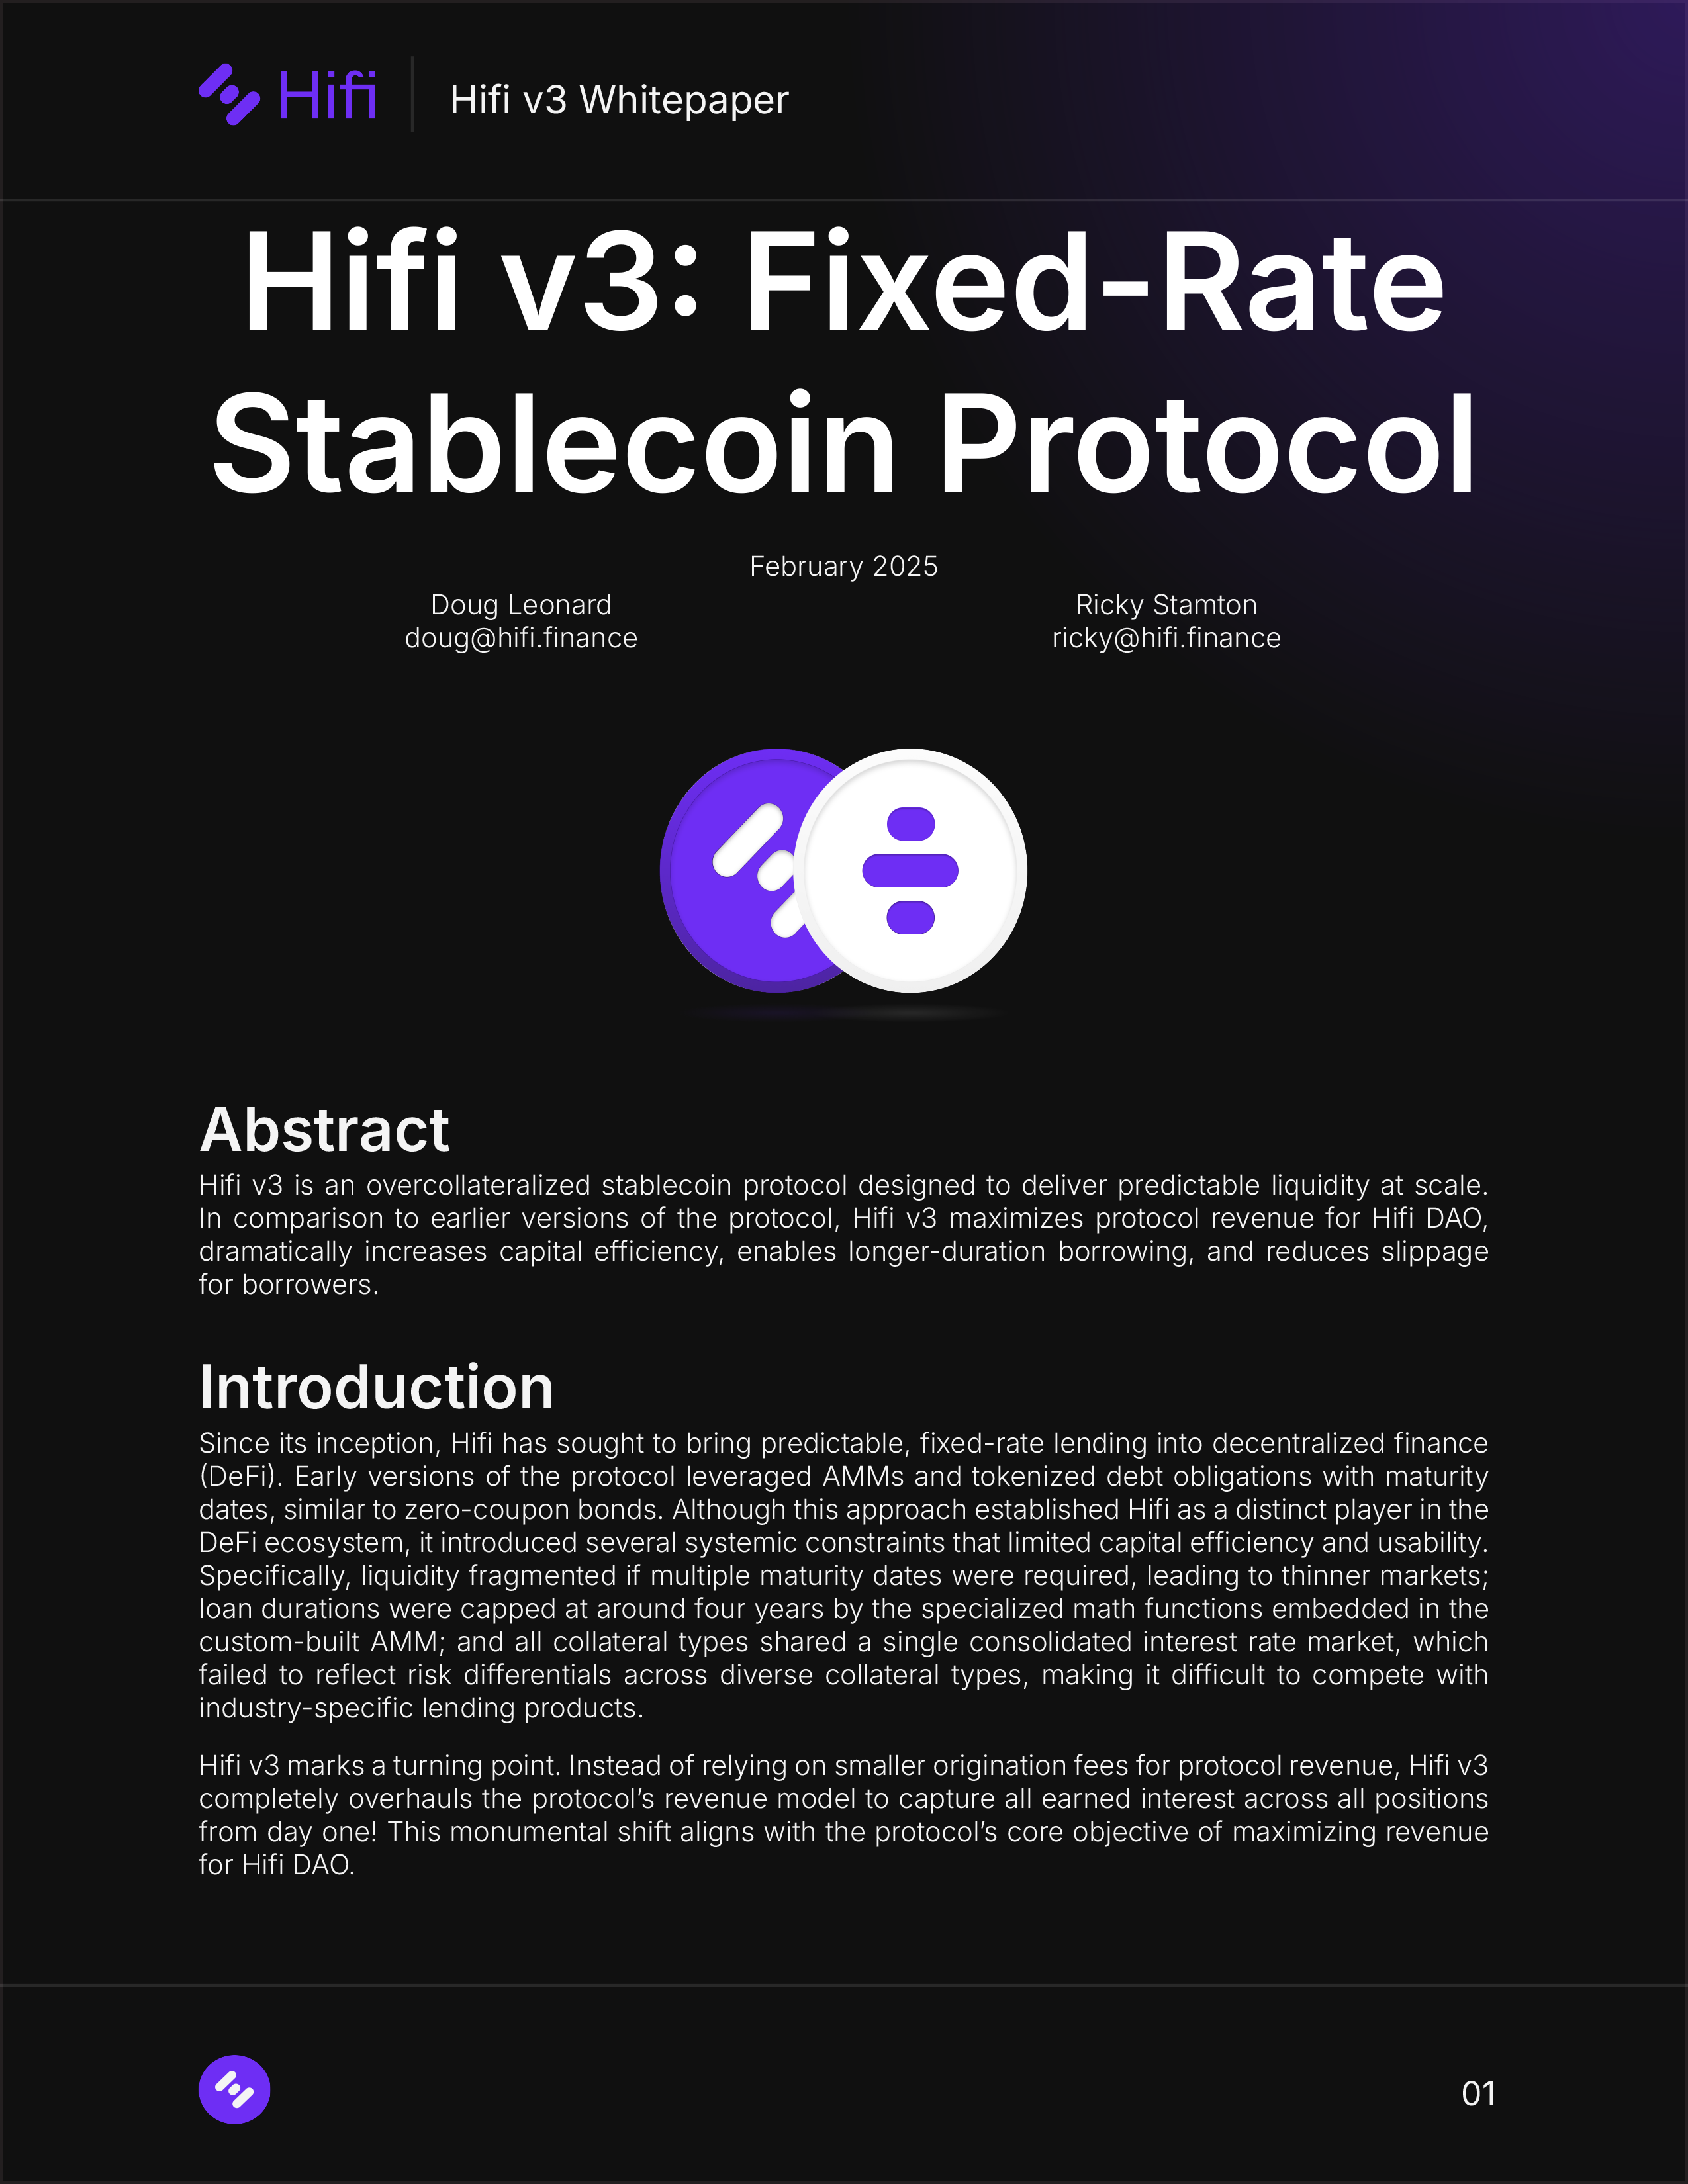 Hifi
Hifi v3 Whitepaper
Hifi v3: Fixed-Rate
Stablecoin Protocol
February 2025
Doug Leonard
doug@hifi.finance
Ricky Stamton
ricky@hifi.finance
Abstract
Hifi v3 is an overcollateralized stablecoin protocol designed to deliver predictable liquidity at scale.
In comparison to earlier versions of the protocol, Hifi v3 maximizes protocol revenue for Hifi DAO,
dramatically increases capital efficiency, enables longer-duration borrowing, and reduces slippage
for borrowers.
Introduction
Since its inception, Hifi has sought to bring predictable, fixed-rate lending into decentralized finance
(DeFi). Early versions of the protocol leveraged AMMs and tokenized debt obligations with maturity
dates, similar to zero-coupon bonds. Although this approach established Hifi as a distinct player in the
DeFi ecosystem, it introduced several systemic constraints that limited capital efficiency and usability.
Specifically, liquidity fragmented if multiple maturity dates were required, leading to thinner markets;
loan durations were capped at around four years by the specialized math functions embedded in the
custom-built AMM; and all collateral types shared a single consolidated interest rate market, which
failed to reflect risk differentials across diverse collateral types, making it difficult to compete with
industry-specific lending products.
Hifi v3 marks a turning point. Instead of relying on smaller origination fees for protocol revenue, Hifi v3
completely overhauls the protocol’s revenue model to capture all earned interest across all positions
from day one! This monumental shift aligns with the protocol’s core objective of maximizing revenue
for Hifi DAO.
01